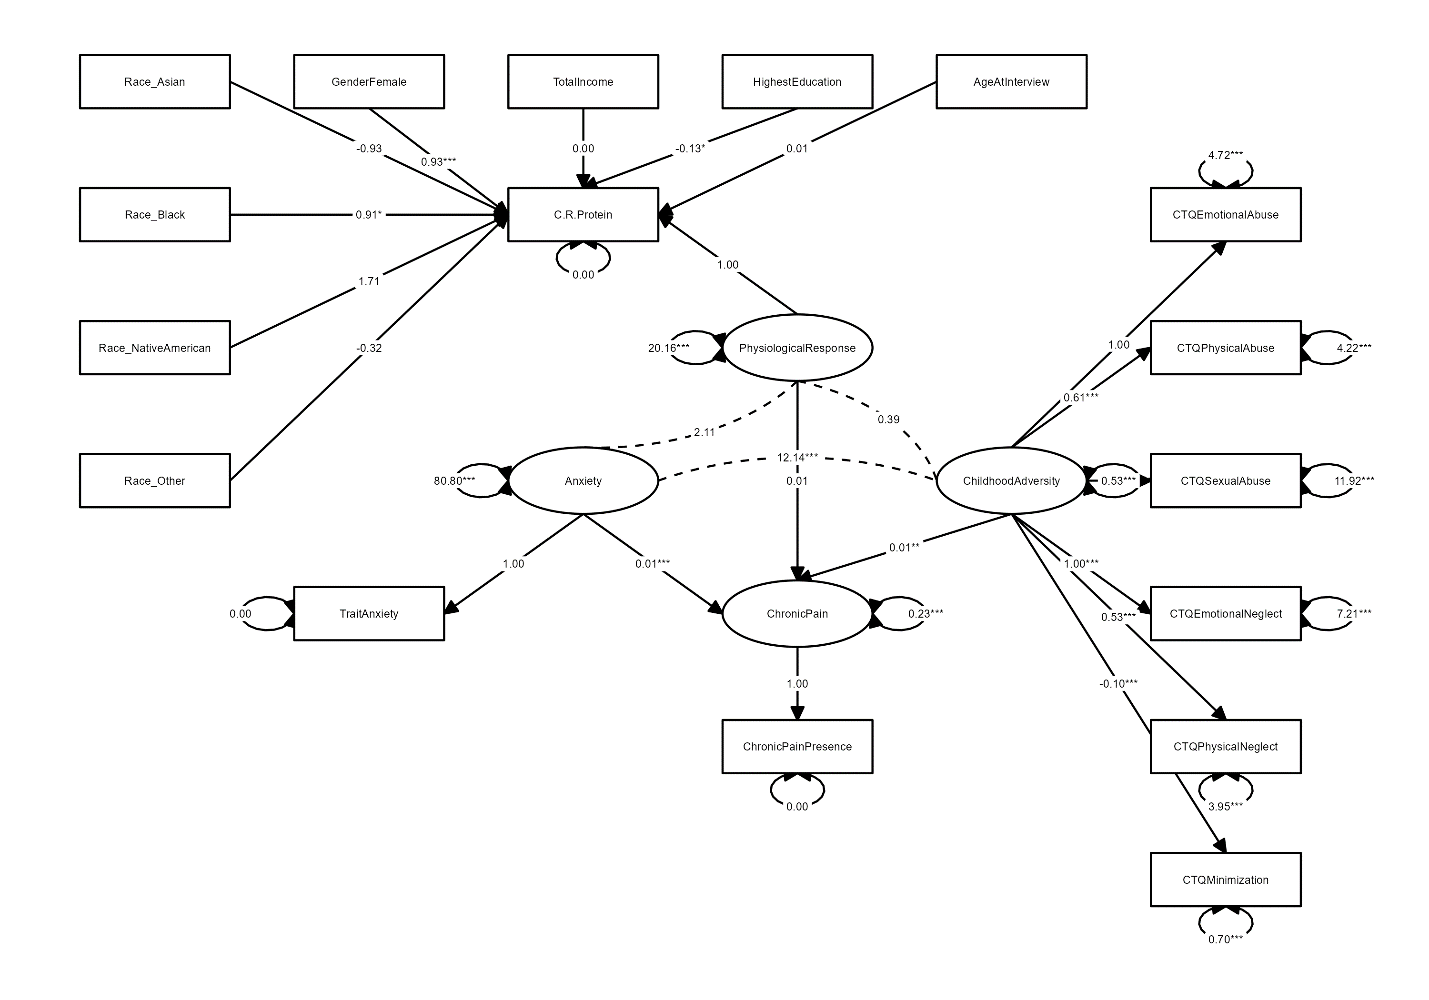 Race_Asian
GenderFemale
TotalIncome
HighestEducation
AgeAtInterview
-0.93
0.93***
0.00
-0.13*
0.01
4.72***
Race_Black
0.91*
C.R.Protein
CTQEmotionalAbuse
1.00
0.00
1.71
Race_NativeAmerican
-0.32
20.16***
PhysiologicalResponse
1.00
CTQPhysicalAbuse
4.22***
0.61***
2.11
0.39
12.14***
Race_Other
80.80***
Anxiety
0.01
ChildhoodAdversity
0.53***
CTQSexualAbuse
11.92***
0.01**
1.00
0.01***
1.00***
0.00
TraitAnxiety
ChronicPain
0.23***
0.53***
CTQEmotionalNeglect
7.21***
1.00
-0.10***
ChronicPainPresence
CTQPhysicalNeglect
0.00
3.95***
CTQMinimization
0.70***